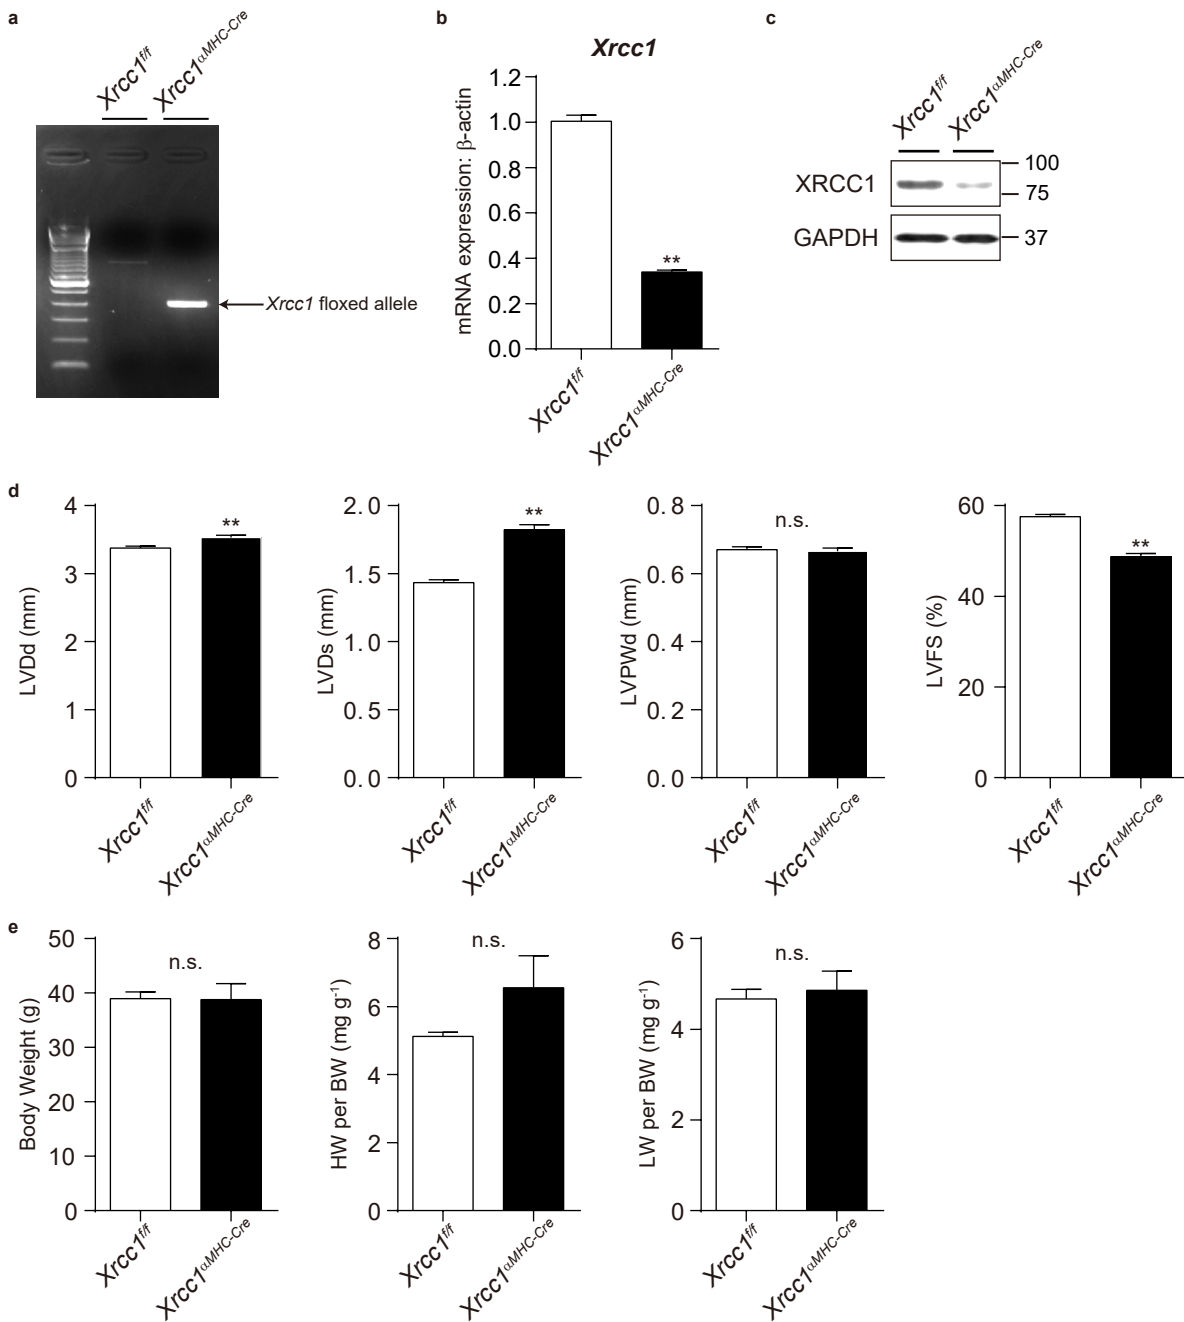 a
Xrcc1f/f
Xrcc1αMHC-Cre
Xrcc1 floxed allele
b
Xrcc1
mRNA expression: β-actin
1.2
1.0
0.8
0.6
0.4
0.2
0.0
**
Xrcc1f/f
Xrcc1αMHC-Cre
c
Xrcc1f/f
Xrcc1αMHC-Cre
XRCC1
100
75
GAPDH
37
d
LVDd (mm)
4
3
2
1
0
**
Xrcc1f/f
Xrcc1αMHC-Cre
LVDs (mm)
2.0
1.5
1.0
0.5
0.0
**
Xrcc1f/f
Xrcc1αMHC-Cre
LVPWd (mm)
0.8
0.6
0.4
0.2
0.0
n.s.
Xrcc1f/f
Xrcc1αMHC-Cre
LVFS (%)
60
40
20
0
**
Xrcc1f/f
Xrcc1αMHC-Cre
e
Body Weight (g)
50
40
30
20
10
0
n.s.
Xrcc1f/f
Xrcc1αMHC-Cre
HW per BW (mg g-1)
8
6
4
2
0
n.s.
Xrcc1f/f
Xrcc1αMHC-Cre
LW per BW (mg g-1)
6
4
2
0
n.s.
Xrcc1f/f
Xrcc1αMHC-Cre